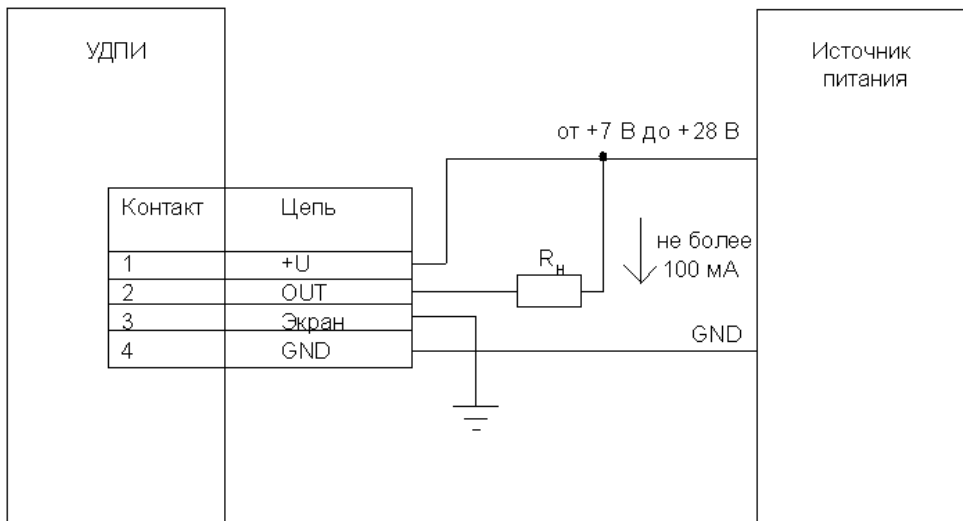 УДПИ
Источник
питания
от +7 В до +28 В
Контакт Цепь
1 +U
2 OUT
3 Экран
4 GND
Rн
не более
100 мА
GND